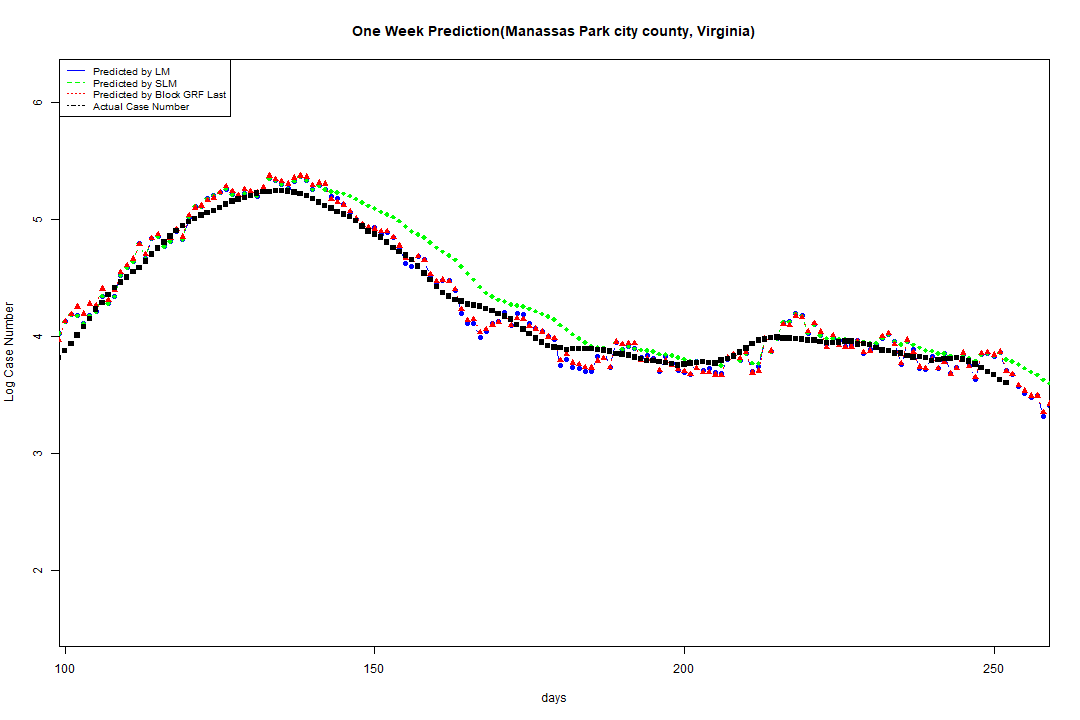 One Week Prediction(Manassas Park city county, Virginia)
Predicted by LM
Predicted by SLM
Predicted by Block GRF Last
Actual Case Number
6
5
4
3
2
Log Case Number
100 150 200 250
days